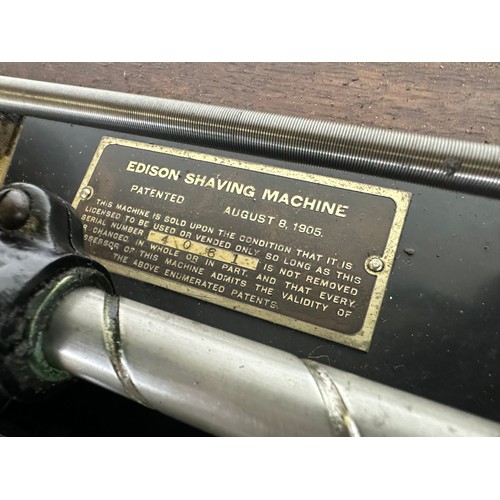 EDISON SHAVING MACHINE
PATENTED AUGUST 8, 1905.
THIS MACHINE IS SOLD UPON THE CONDITION THAT IT IS
LICENSED TO BE USED OR VENDED ONLY SO LONG AS THIS
SERIAL NUMBER 4061 IS NOT REMOVED
R CHANGED, IN WHOLE OR IN PART, AND THAT EVERY
SSESSOR OF THIS MACHINE ADMITS THE VALIDITY OF
THE ABOVE ENUMERATED PATENTS.